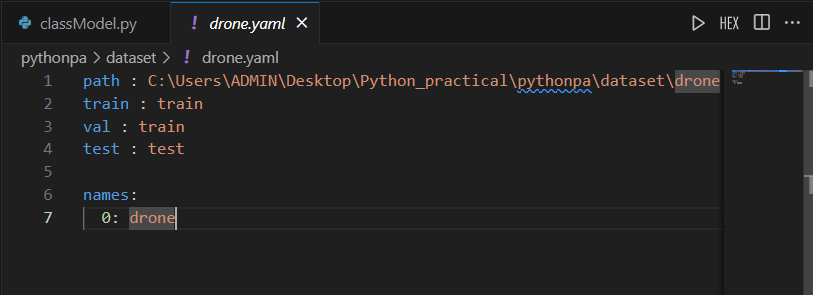 classModel.py
! drone.yaml ×
HEX ...
pythonpa > dataset > ! drone.yaml
1 path : C:\Users\ADMIN\Desktop\Python_practical\pythonpa\dataset\drone
2 train : train
3 val : train
4 test : test
5
6 names:
7 0: drone